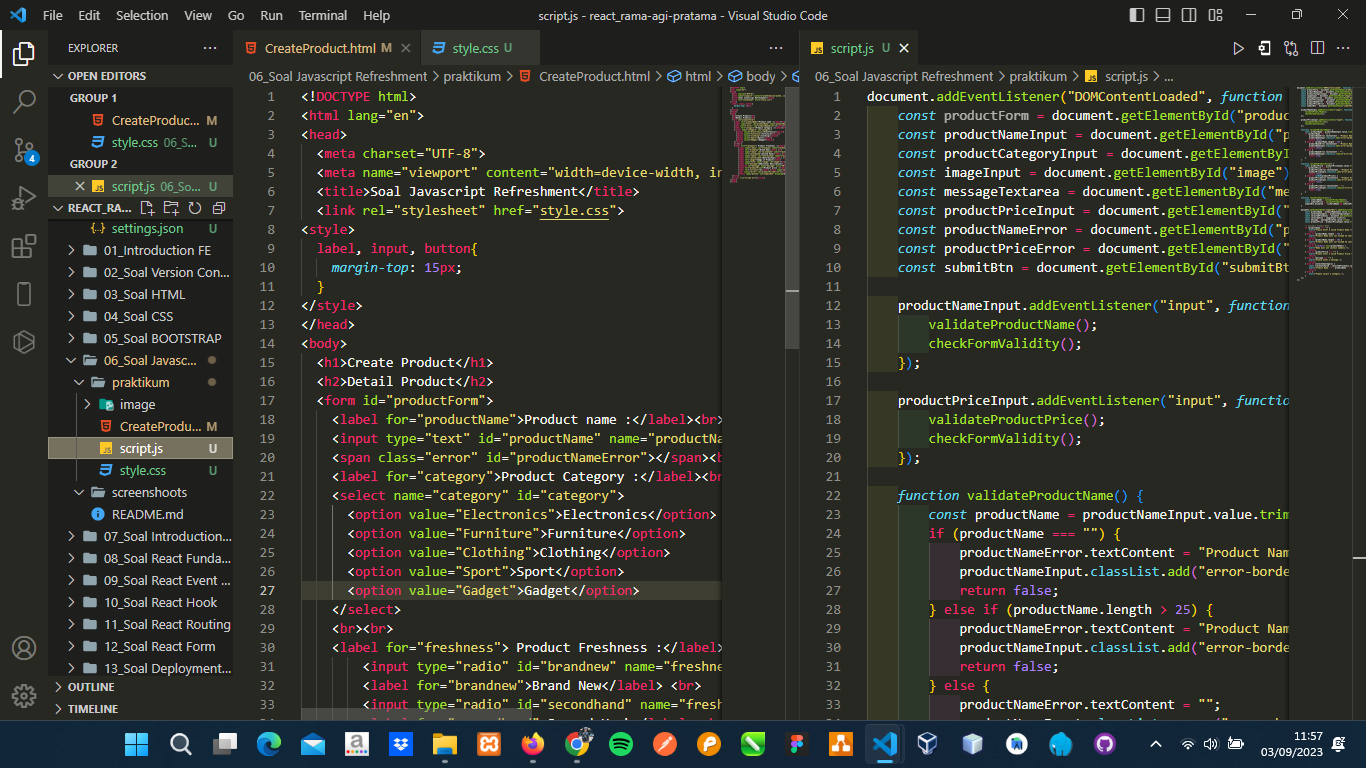 File Edit Selection View Go Run Terminal Help
script.js - react_rama-agi-pratama - Visual Studio Code
EXPLORER
OPEN EDITORS
GROUP 1
CreateProduc... M
style.css 06_S... U
GROUP 2
script.js 06_So... U
REACT_RA...
settings.json U
01_Introduction FE
02_Soal Version Con...
03_Soal HTML
04_Soal CSS
05_Soal BOOTSTRAP
06_Soal Javasc...
praktikum
image
CreateProdu... M
script.js U
style.css U
screenshoots
README.md
07_Soal Introduction...
08_Soal React Funda...
09_Soal React Event ...
10_Soal React Hook
11_Soal React Routing
12_Soal React Form
13_Soal Deployment...
OUTLINE
TIMELINE
4
CreateProduct.html M
style.css U
06_Soal Javascript Refreshment > praktikum > CreateProduct.html > html > body >
1 <!DOCTYPE html>
2 <html lang="en">
3 <head>
4 <meta charset="UTF-8">
5 <meta name="viewport" content="width=device-width, in
6 <title>Soal Javascript Refreshment</title>
7 <link rel="stylesheet" href="style.css">
8 <style>
9 label, input, button{
10 margin-top: 15px;
11 }
12 </style>
13 </head>
14 <body>
15 <h1>Create Product</h1>
16 <h2>Detail Product</h2>
17 <form id="productForm">
18 <label for="productName">Product name :</label><br>
19 <input type="text" id="productName" name="productNa
20 <span class="error" id="productNameError"></span><b
21 <label for="category">Product Category :</label><br
22 <select name="category" id="category">
23 <option value="Electronics">Electronics</option>
24 <option value="Furniture">Furniture</option>
25 <option value="Clothing">Clothing</option>
26 <option value="Sport">Sport</option>
27 <option value="Gadget">Gadget</option>
28 </select>
29 <br><br>
30 <label for="freshness"> Product Freshness :</label>
31 <input type="radio" id="brandnew" name="freshne
32 <label for="brandnew">Brand New</label> <br>
33 <input type="radio" id="secondhand" name="fresh
script.js U
06_Soal Javascript Refreshment > praktikum > script.js > ...
1 document.addEventListener("DOMContentLoaded", function
2 const productForm = document.getElementById("produc
3 const productNameInput = document.getElementById("p
4 const productCategoryInput = document.getElementById
5 const imageInput = document.getElementById("image")
6 const messageTextarea = document.getElementById("me
7 const productPriceInput = document.getElementById("
8 const productNameError = document.getElementById("p
9 const productPriceError = document.getElementById("
10 const submitBtn = document.getElementById("submitBt
11
12 productNameInput.addEventListener("input", function
13 validateProductName();
14 checkFormValidity();
15 });
16
17 productPriceInput.addEventListener("input", functio
18 validateProductPrice();
19 checkFormValidity();
20 });
21
22 function validateProductName() {
23 const productName = productNameInput.value.trim
24 if (productName === "") {
25 productNameError.textContent = "Product Nam
26 productNameInput.classList.add("error-borde
27 return false;
28 } else if (productName.length > 25) {
29 productNameError.textContent = "Product Nam
30 productNameInput.classList.add("error-borde
31 return false;
32 } else {
33 productNameError.textContent = "";
11:57
03/09/2023